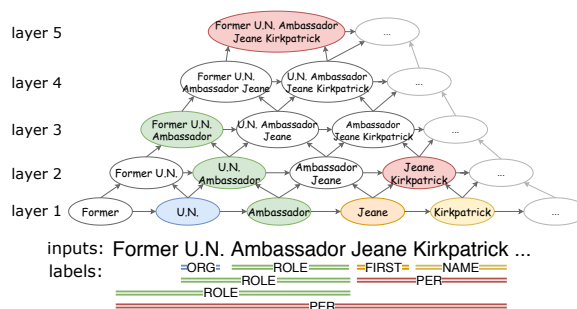 layer 5
Former U.N. Ambassador
Jeane Kirkpatrick
...
layer 4
Former U.N.
Ambassador Jeane
U.N. Ambassador
Jeane Kirkpatrick
...
layer 3
Former U.N.
Ambassador
U.N. Ambassador
Jeane
Ambassador
Jeane Kirkpatrick
...
layer 2
Former U.N.
U.N.
Ambassador
Ambassador
Jeane
Jeane
Kirkpatrick
...
layer 1
Former
U.N.
Ambassador
Jeane
Kirkpatrick
...
inputs: Former U.N. Ambassador Jeane Kirkpatrick ...
labels: ORG ROLE FIRST NAME
ROLE PER
ROLE
PER